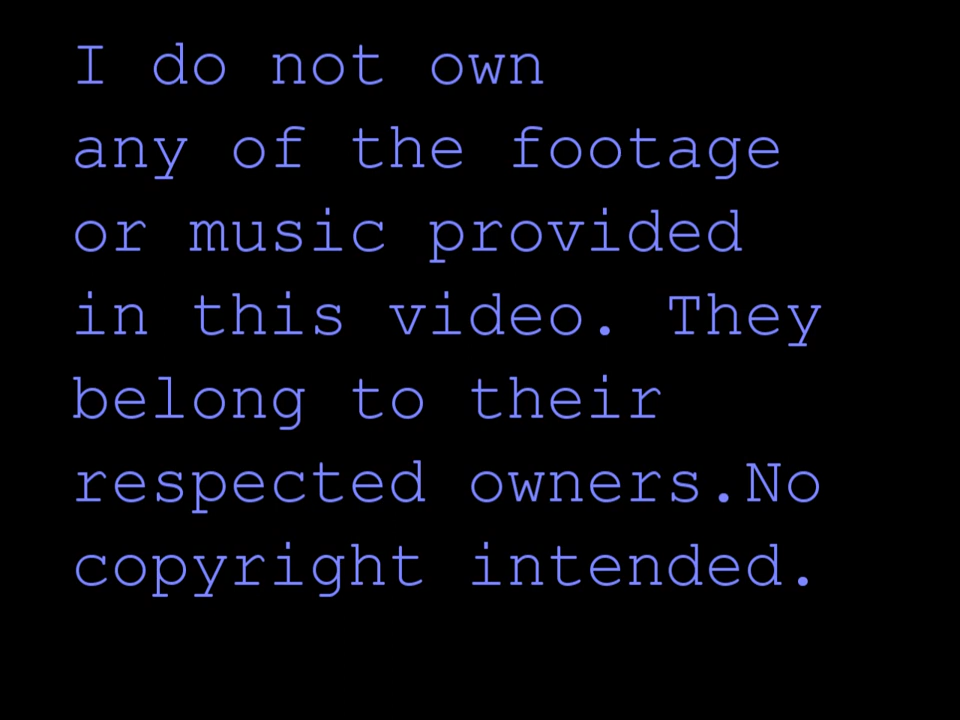 I do not own
any of the footage
or music provided
in this video. They
belong to their
respected owners.No
copyright intended.